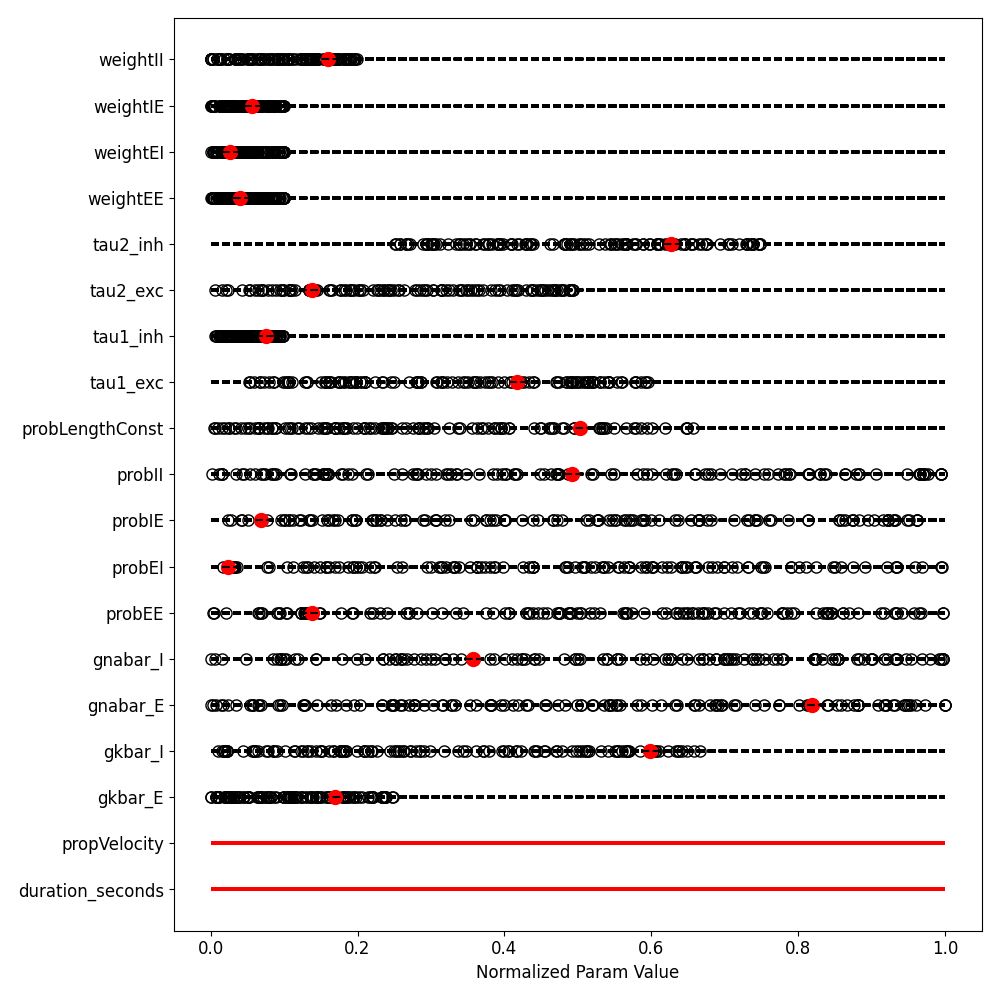 weightII
weightIE
weightEI
weightEE
tau2_inh
tau2_exc
tau1_inh
tau1_exc
probLengthConst
probII
probIE
probEI
probEE
gnabar_I
gnabar_E
gkbar_I
gkbar_E
propVelocity
duration_seconds
0.0 0.2 0.4 0.6 0.8 1.0
Normalized Param Value